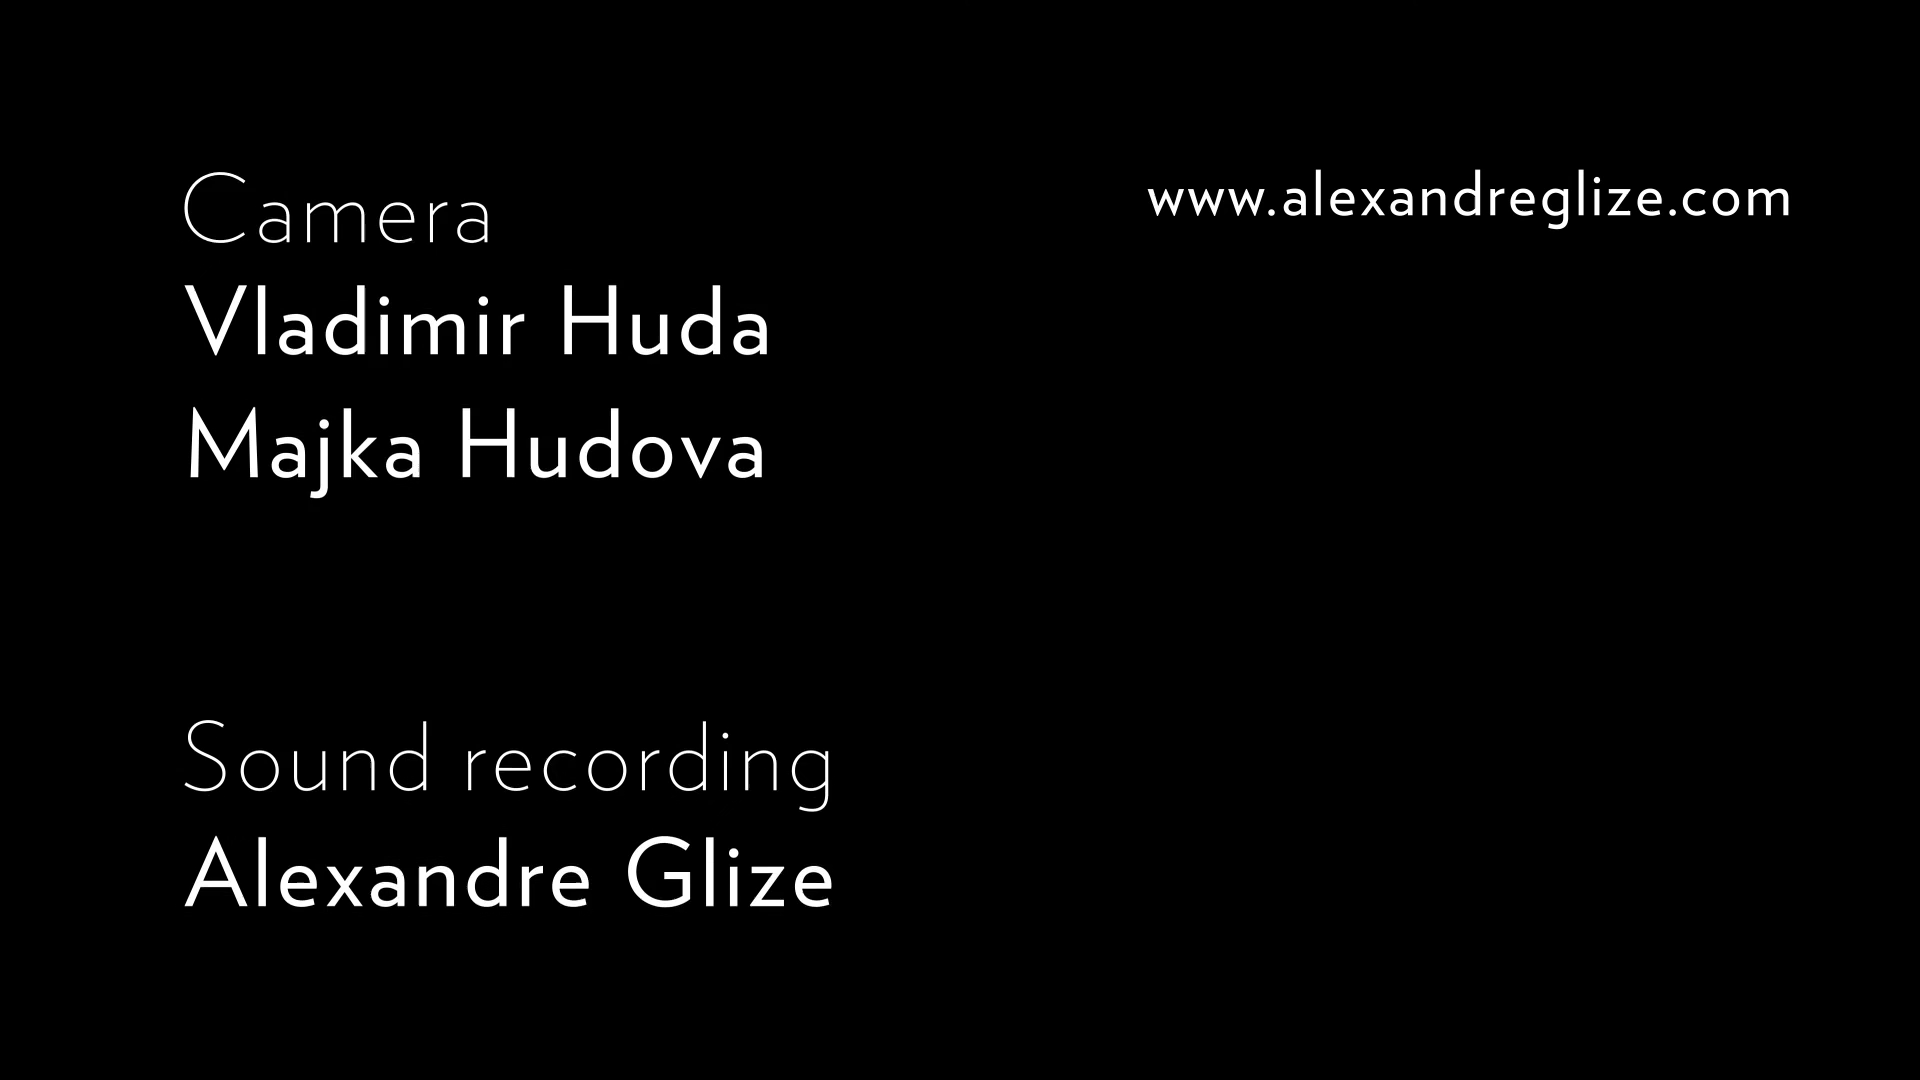 Camera
Vladimir Huda
Majka Hudova
Sound recording
Alexandre Glize
www.alexandreglize.com